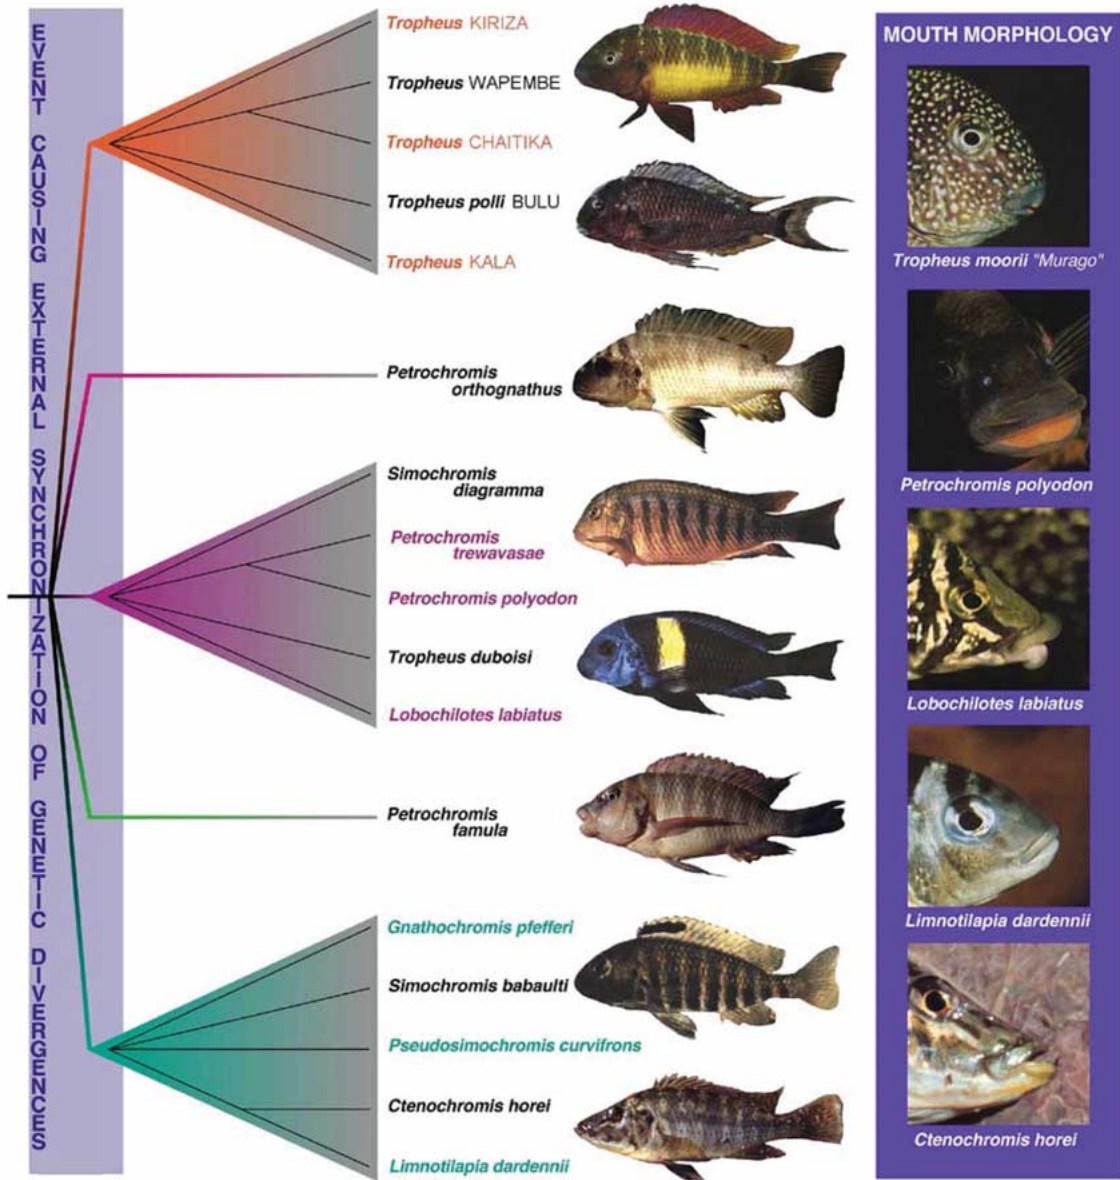 EVENT CAUSING EXTERNAL SYNCHRONIZATION OF GENETIC DIVERGENCES
Tropheus KIRIZA
Tropheus WAPEMBE
Tropheus CHAITIKA
Tropheus polli BULU
Tropheus KALA
Petrochromis
orthognathus
Simochromis
diagramma
Petrochromis
trewavasae
Petrochromis polyodon
Tropheus duboisi
Lobochilotes labiatus
Petrochromis
famula
Gnathochromis pfefferi
Simochromis babaulti
Pseudosimochromis curvifrons
Ctenochromis horei
Limnotilapia dardennii
MOUTH MORPHOLOGY
Tropheus moorii "Murago"
Petrochromis polyodon
Lobochilotes labiatus
Limnotilapia dardennii
Ctenochromis horei